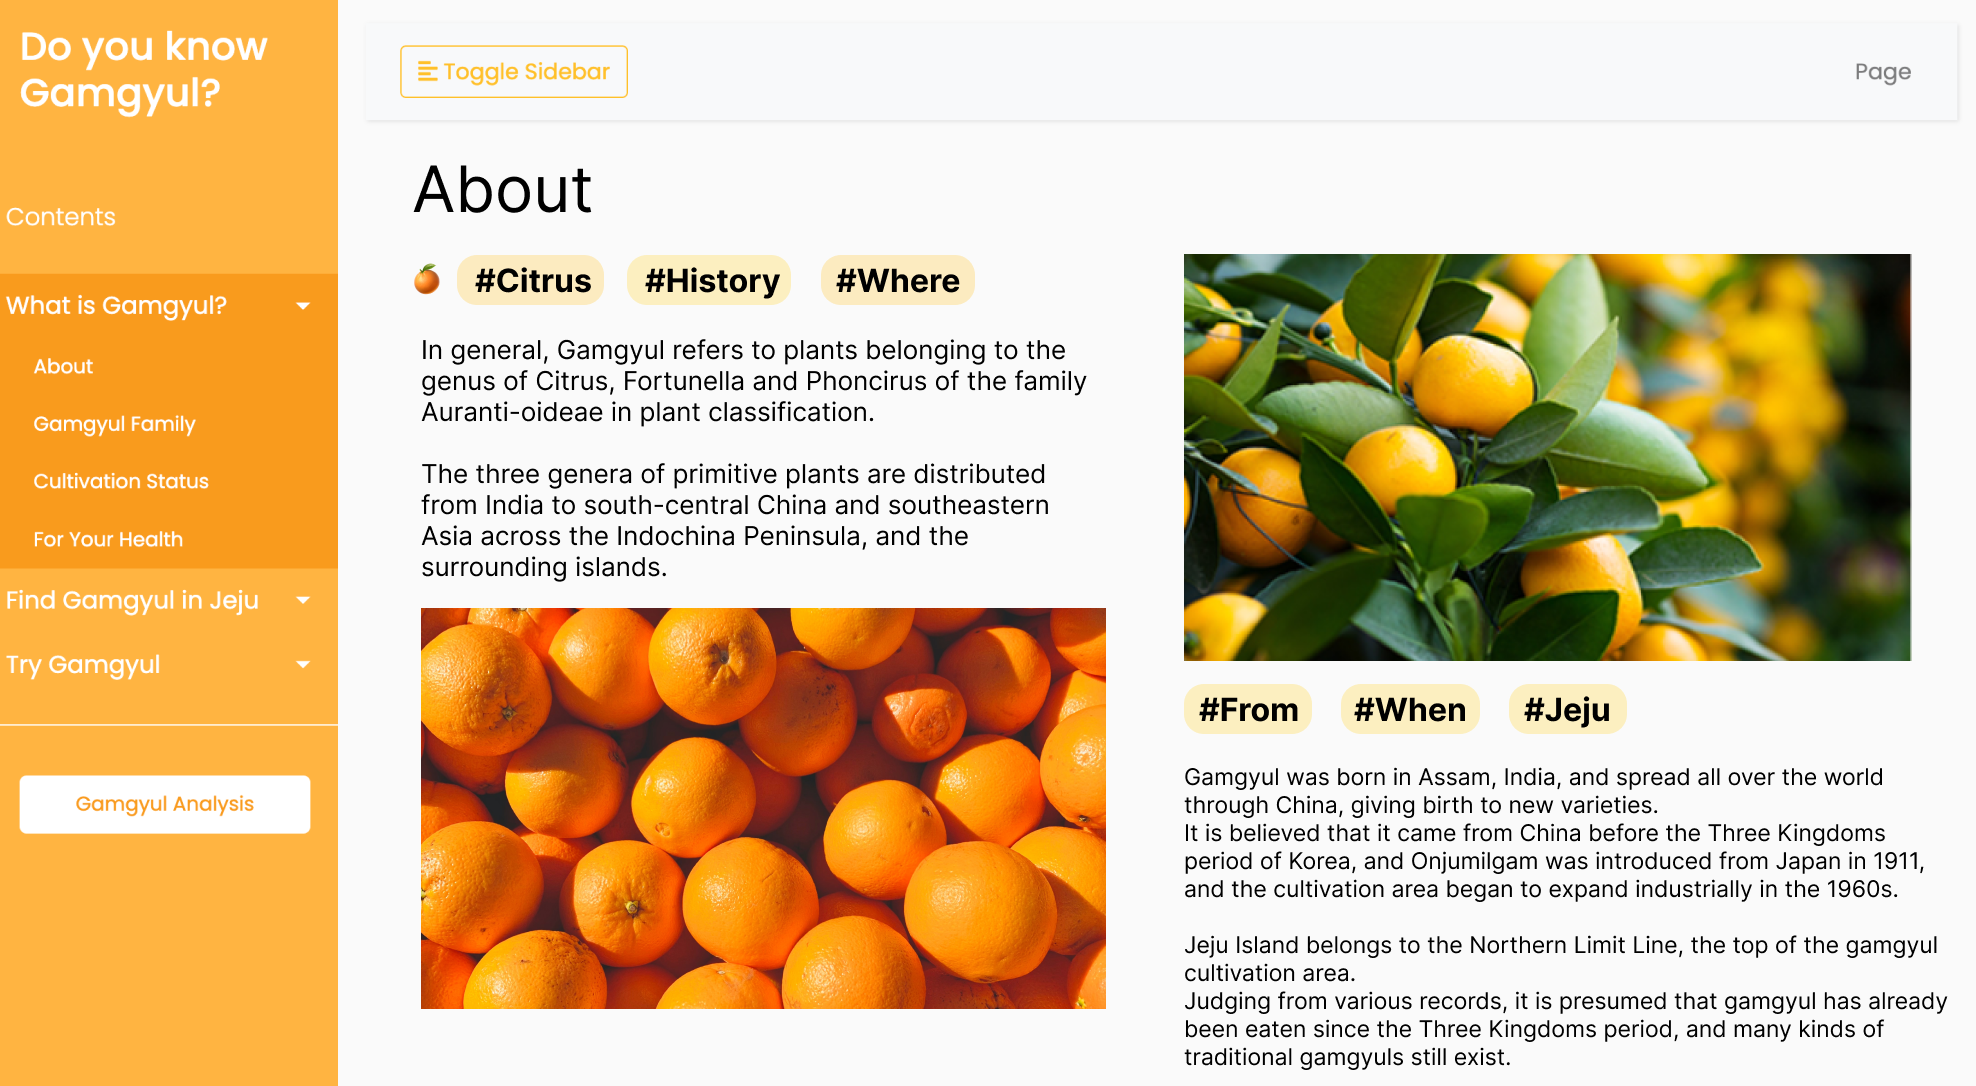 Do you know
Gamgyul?
Contents
What is Gamgyul?
About
Gamgyul Family
Cultivation Status
For Your Health
Find Gamgyul in Jeju
Try Gamgyul
Gamgyul Analysis
Toggle Sidebar
Page
About
#Citrus #History #Where
In general, Gamgyul refers to plants belonging to the
genus of Citrus, Fortunella and Phoncirus of the family
Auranti-oideae in plant classification.
The three genera of primitive plants are distributed
from India to south-central China and southeastern
Asia across the Indochina Peninsula, and the
surrounding islands.
#From #When #Jeju
Gamgyul was born in Assam, India, and spread all over the world
through China, giving birth to new varieties.
It is believed that it came from China before the Three Kingdoms
period of Korea, and Onjumilgam was introduced from Japan in 1911,
and the cultivation area began to expand industrially in the 1960s.
Jeju Island belongs to the Northern Limit Line, the top of the gamgyul
cultivation area.
Judging from various records, it is presumed that gamgyul has already
been eaten since the Three Kingdoms period, and many kinds of
traditional gamgyuls still exist.